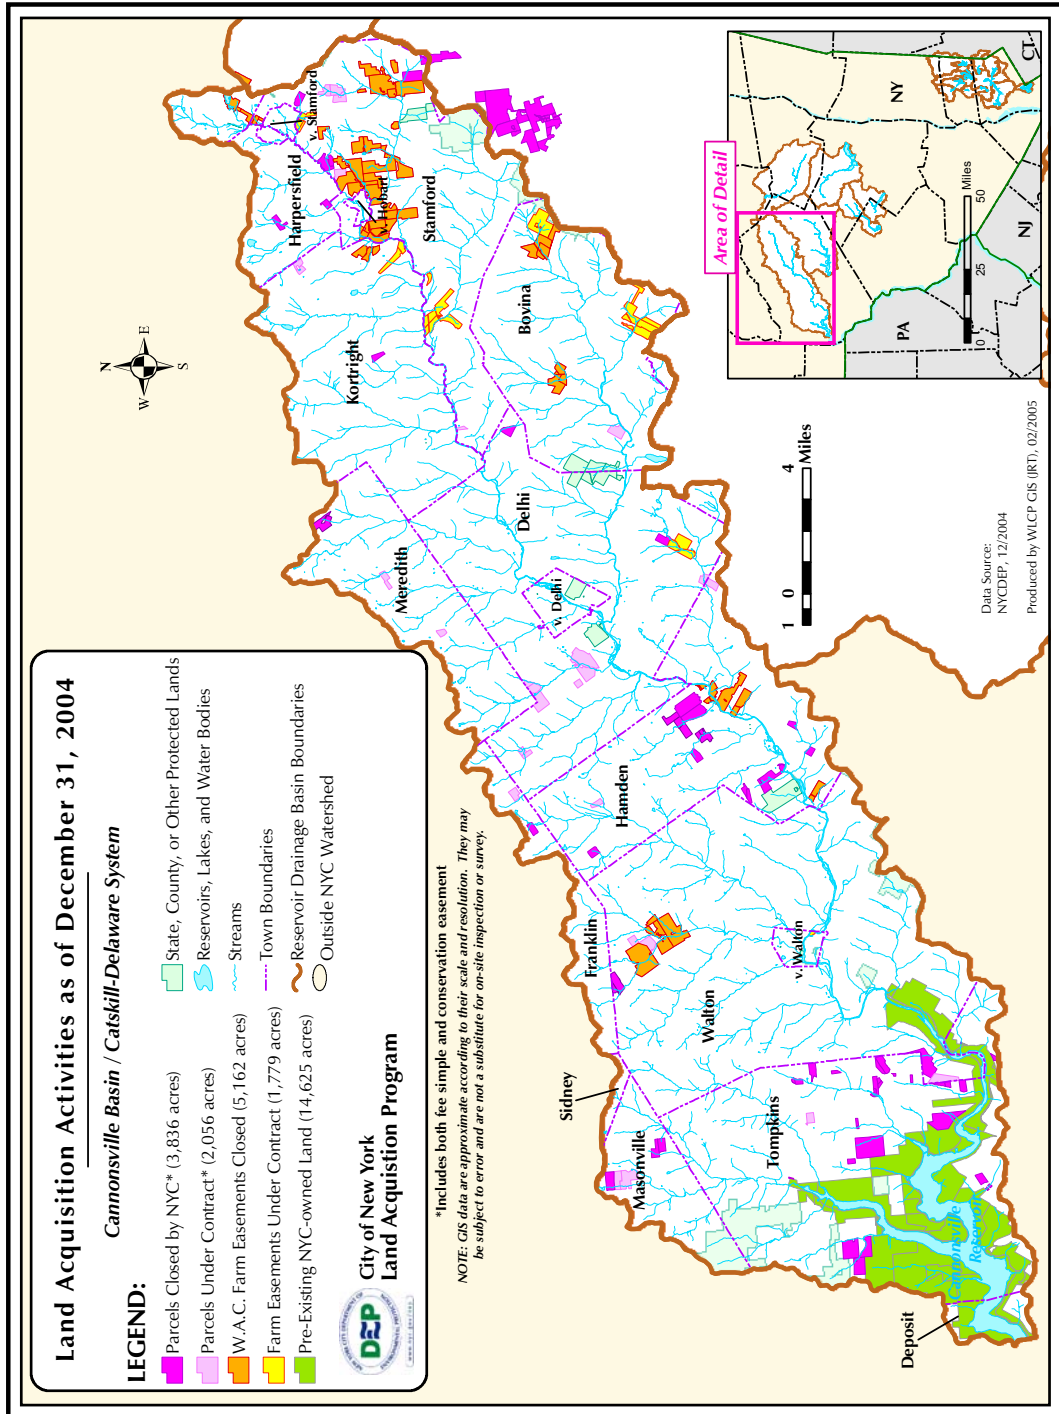 Land Acquisition Activities as of December 31, 2004
Cannonsville Basin / Catskill-Delaware System
LEGEND:
Parcels Closed by NYC* (3,836 acres)
Parcels Under Contract* (2,056 acres)
W.A.C. Farm Easements Closed (5,162 acres)
Farm Easements Under Contract (1,779 acres)
Pre-Existing NYC-owned Land (14,625 acres)
State, County, or Other Protected Lands
Reservoirs, Lakes, and Water Bodies
Streams
Town Boundaries
Reservoir Drainage Basin Boundaries
Outside NYC Watershed
DEP
City of New York
Land Acquistion Program
*Includes both fee simple and conservation easement
NOTE: GIS data are approximate according to their scale and resolution. They may
be subject to error and are not a substitute for on-site inspection or survey.
N
E
S
W
v. Stamford
Harpersfield
v. Hobart
Stamford
Kortright
Bovina
Meredith
Delhi
v. Delhi
Hamden
Franklin
Walton
v. Walton
Sidney
Masonville
Tompkins
Deposit
Cannonsville
Reservoir
1 0 4
Miles
Area of Detail
NY
CT
PA
NJ
0 25 50
Miles
Data Source:
NYCDEP, 12/2004
Produced by WLCP GIS (JRT), 02/2005